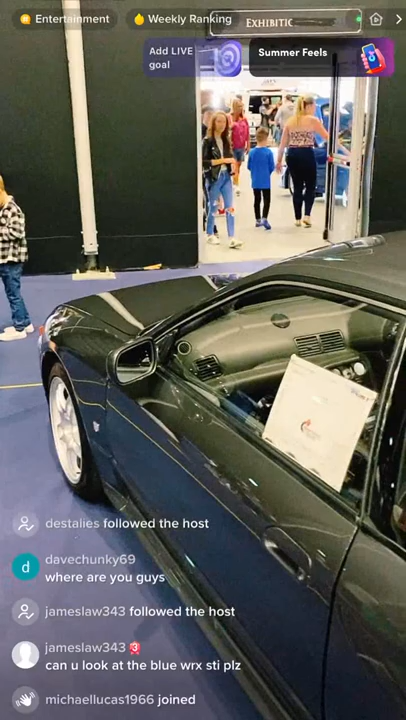 Entertainment
Weekly Ranking
EXHIBITIC
Add LIVE
goal
Summer Feels
destalies followed the host
d
davechunky69
where are you guys
jameslaw343 followed the host
jameslaw343 3
can u look at the blue wrx sti plz
michaellucas1966 joined